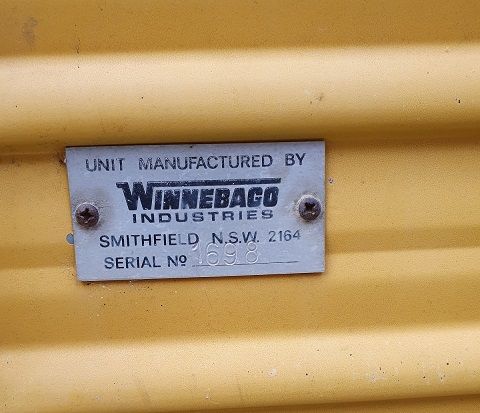 UNIT MANUFACTURED BY
WINNEBAGO
INDUSTRIES
SMITHFIELD N.S.W. 2164
SERIAL Nº 1698